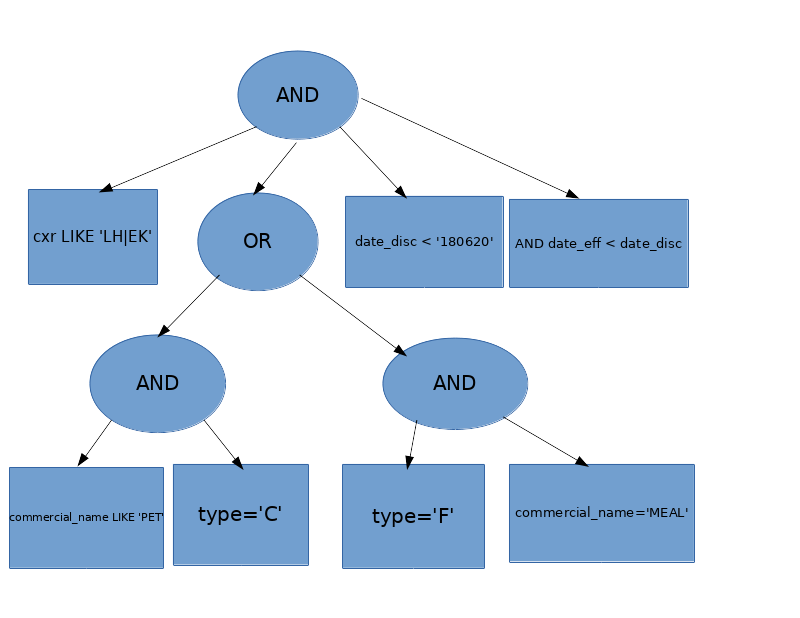 AND
cxr LIKE 'LH|EK'
OR
date_disc < '180620'
AND date_eff < date_disc
AND
AND
commercial_name LIKE 'PET'
type='C'
type='F'
commercial_name='MEAL'